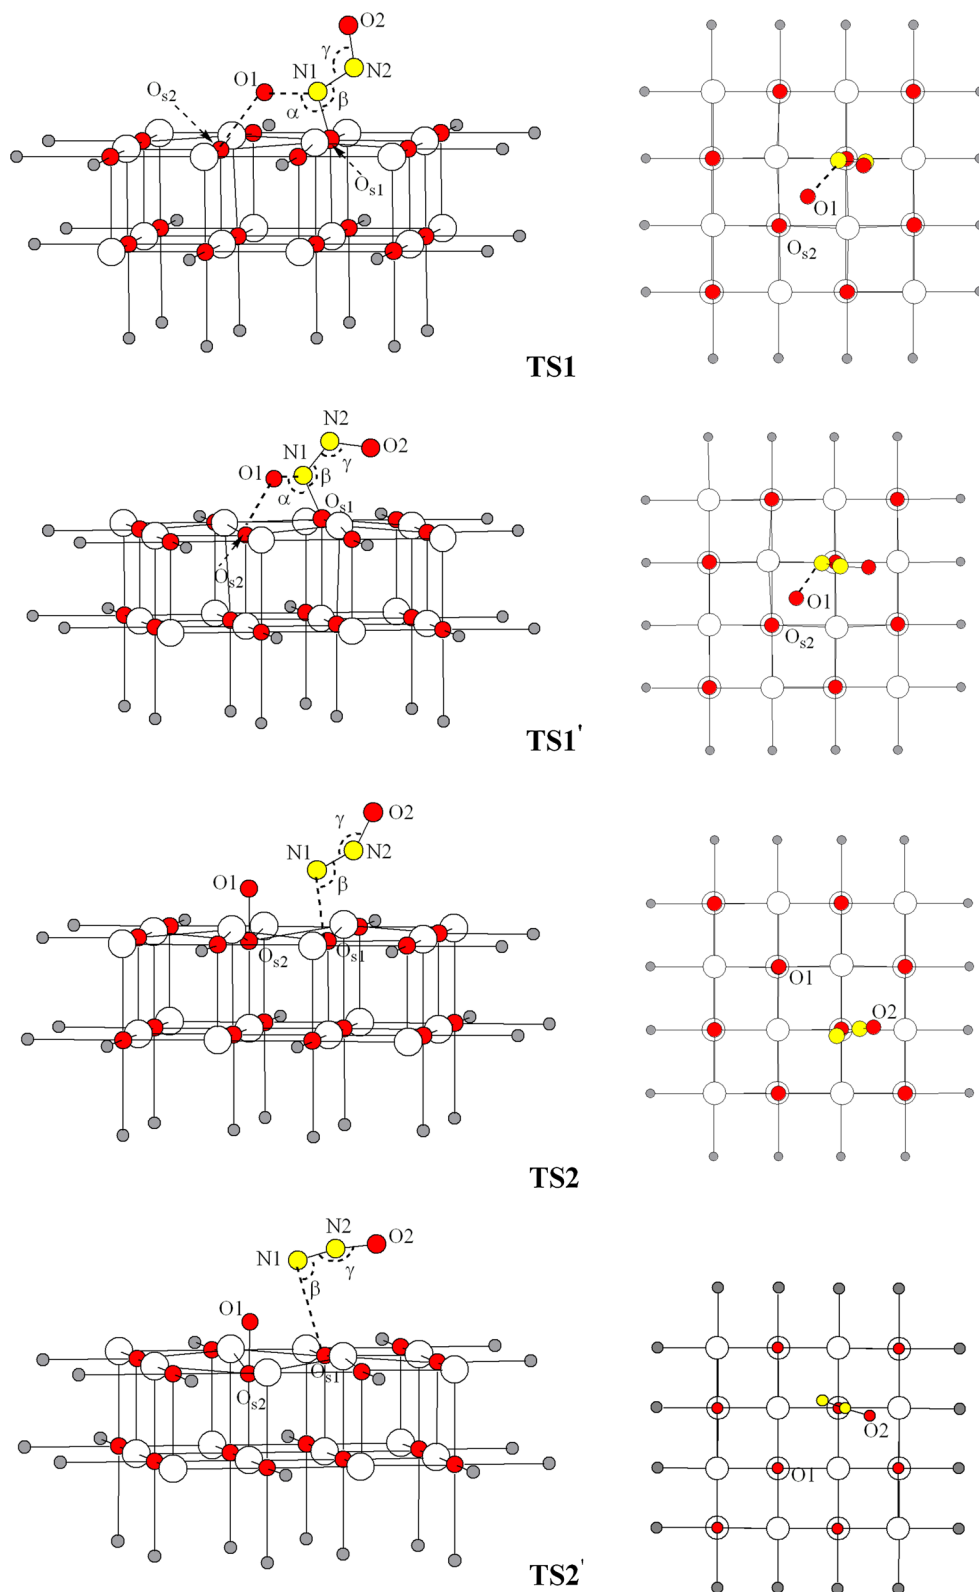 O2
γ
N1
N2
O1
β
α
Os2
Os1
O1
Os2
TS1
N2
N1
O2
O1
β
γ
α
Os1
Os2
O1
Os2
TS1'
O2
γ
N1
N2
β
O1
Os2
Os1
O1
O2
TS2
N2
O2
N1
γ
β
O1
Os1
Os2
O2
O1
TS2'